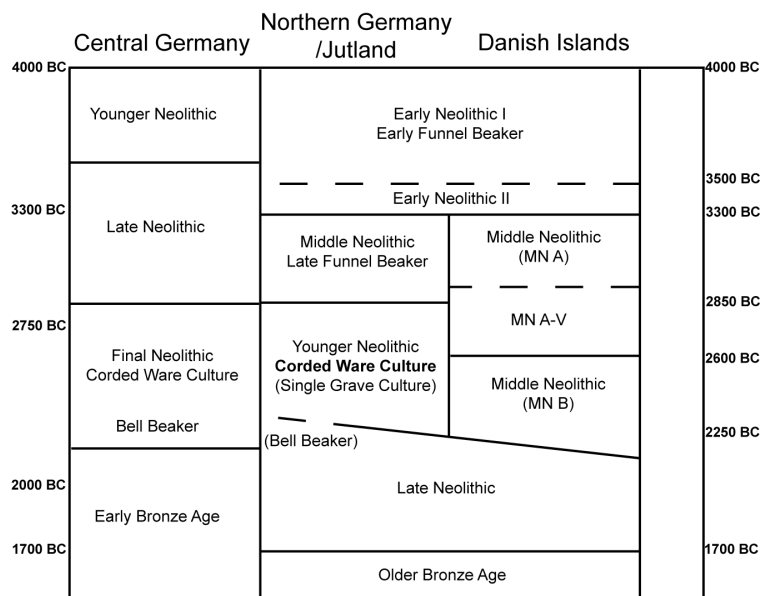 Central Germany
Northern Germany
/Jutland
Danish Islands
4000 BC
4000 BC
Younger Neolithic
Early Neolithic I
Early Funnel Beaker
3500 BC
Early Neolithic II
3300 BC
3300 BC
Late Neolithic
Middle Neolithic
Late Funnel Beaker
Middle Neolithic
(MN A)
2850 BC
2750 BC
MN A-V
Final Neolithic
Corded Ware Culture
Younger Neolithic
Corded Ware Culture
(Single Grave Culture)
2600 BC
Middle Neolithic
(MN B)
Bell Beaker
(Bell Beaker)
2250 BC
2000 BC
Late Neolithic
Early Bronze Age
1700 BC
1700 BC
Older Bronze Age